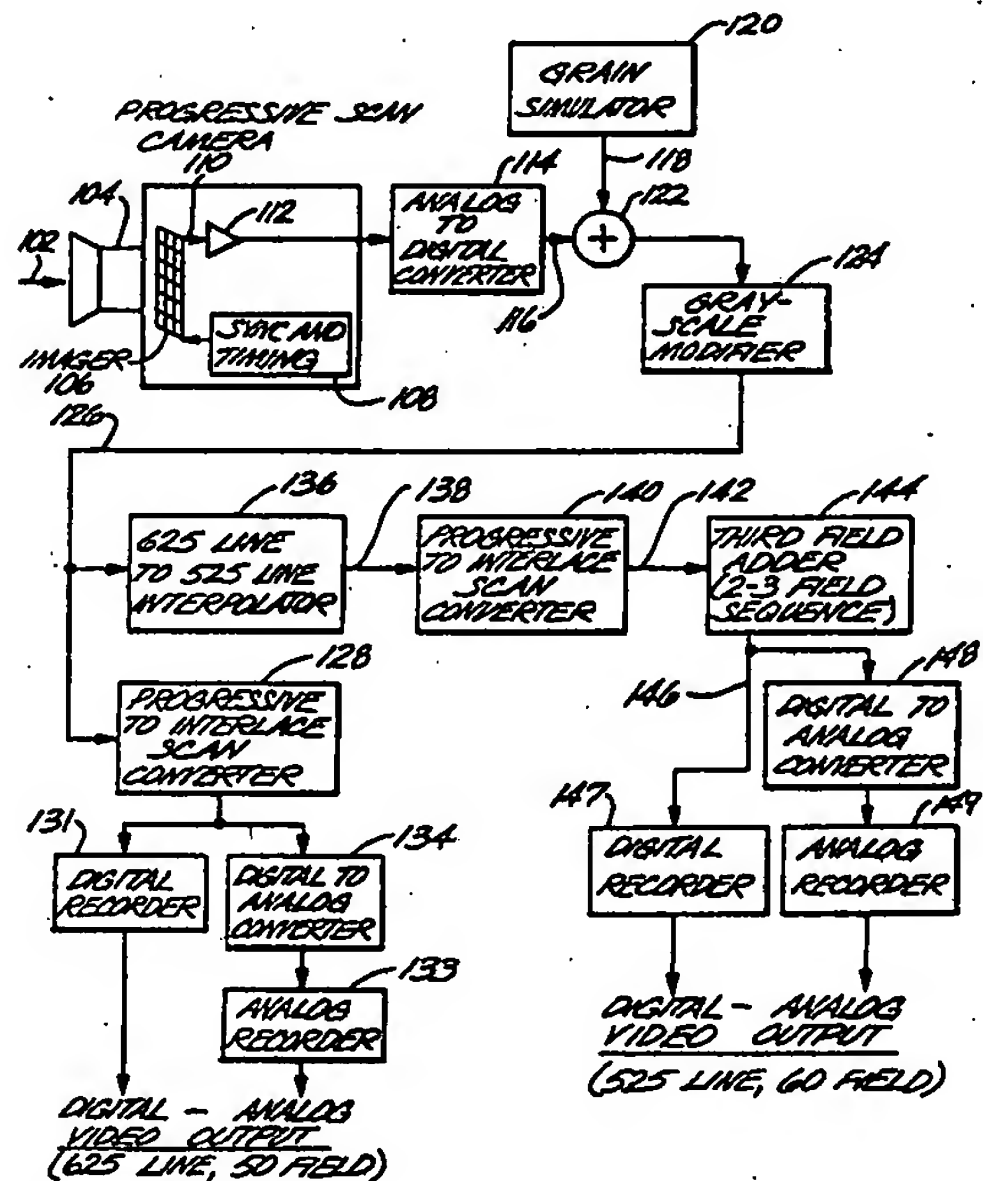 120
GRAIN
SIMULATOR
118
PROGRESSIVE SCAN
CAMERA
110
112
104
102
114
ANALOG
TO
DIGITAL
CONVERTER
116
122
+
124
GRAY-
SCALE
MODIFIER
SYNC AND
TIMING
108
IMAGER
106
126
136
625 LINE
TO 525 LINE
INTERPOLATOR
138
140
PROGRESSIVE
TO INTERLACE
SCAN
CONVERTER
142
144
THIRD FIELD
ADDER
(2-3 FIELD
SEQUENCE)
128
PROGRESSIVE
TO INTERLACE
SCAN
CONVERTER
146
148
DIGITAL TO
ANALOG
CONVERTER
131
DIGITAL
RECORDER
134
DIGITAL TO
ANALOG
CONVERTER
133
ANALOG
RECORDER
147
DIGITAL
RECORDER
149
ANALOG
RECORDER
DIGITAL - ANALOG
VIDEO OUTPUT
(625 LINE, 50 FIELD)
DIGITAL - ANALOG
VIDEO OUTPUT
(525 LINE, 60 FIELD)